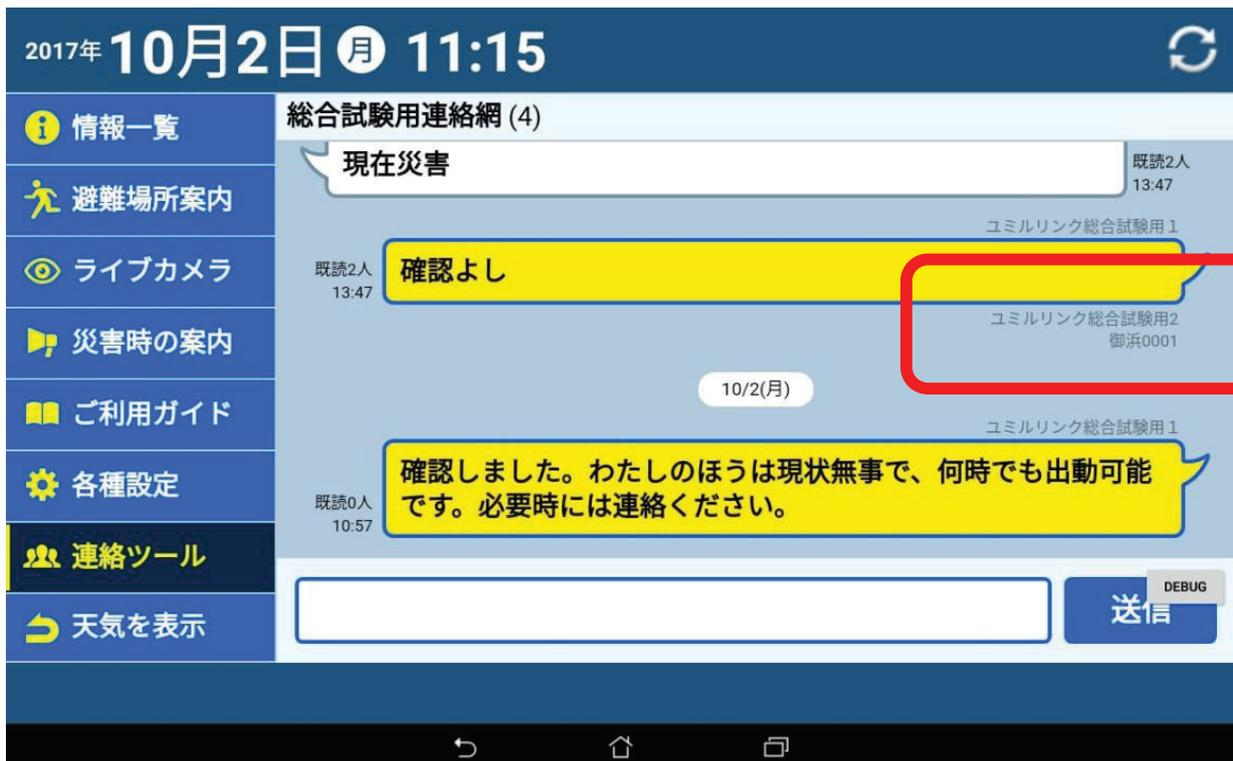 2017年 10月2日 月 11:15
情報一覧
避難場所案内
ライブカメラ
災害時の案内
ご利用ガイド
各種設定
連絡ツール
天気を表示
総合試験用連絡網 (4)
現在災害
既読2人
13:47
ユミルリンク総合試験用1
確認よし
既読2人
13:47
ユミルリンク総合試験用2
御浜0001
10/2(月)
ユミルリンク総合試験用1
確認しました。わたしのほうは現状無事で、何時でも出動可能
です。必要時には連絡ください。
既読0人
10:57
送信
DEBUG